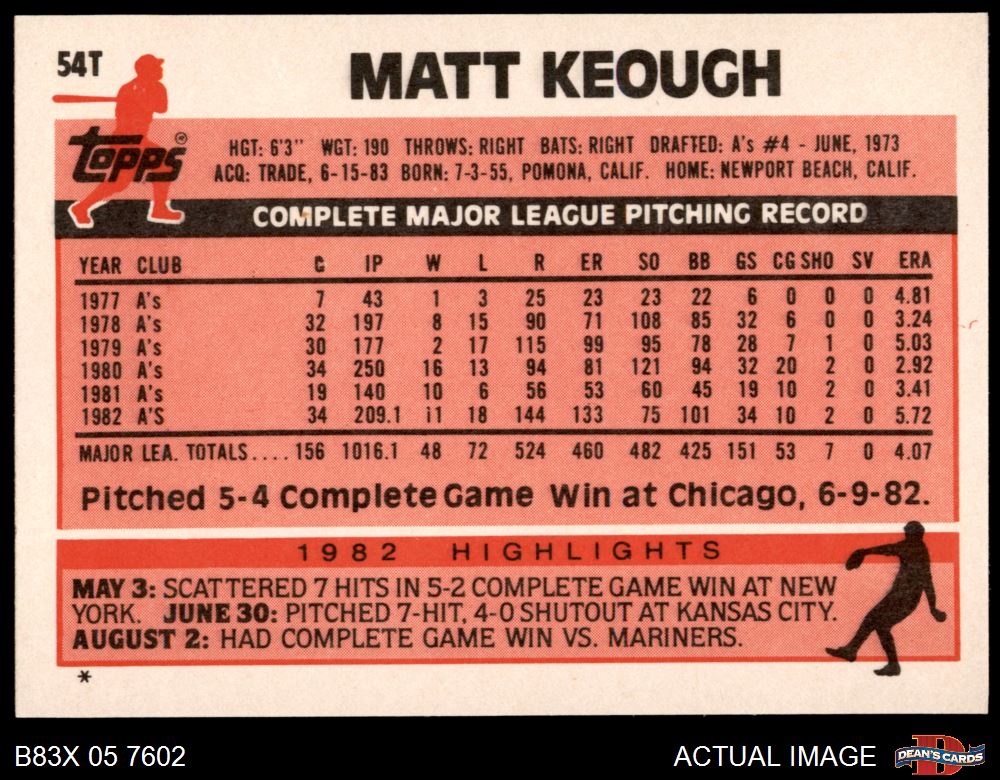 54T
MATT KEOUGH
topps®
HGT: 6'3" WGT: 190 THROWS: RIGHT BATS: RIGHT DRAFTED: A's #4 - JUNE, 1973
ACQ: TRADE, 6-15-83 BORN: 7-3-55, POMONA, CALIF. HOME: NEWPORT BEACH, CALIF.
COMPLETE MAJOR LEAGUE PITCHING RECORD
YEAR CLUB G IP W L R ER SO BB GS CG SHO SV ERA
1977 A's 7 43 1 3 25 23 23 22 6 0 0 0 4.81
1978 A's 32 197 8 15 90 71 108 85 32 6 0 0 3.24
1979 A's 30 177 2 17 115 99 95 78 28 7 1 0 5.03
1980 A's 34 250 16 13 94 81 121 94 32 20 2 0 2.92
1981 A's 19 140 10 6 56 53 60 45 19 10 2 0 3.41
1982 A'S 34 209.1 11 18 144 133 75 101 34 10 2 0 5.72
MAJOR LEA. TOTALS.... 156 1016.1 48 72 524 460 482 425 151 53 7 0 4.07
Pitched 5-4 Complete Game Win at Chicago, 6-9-82.
1982 HIGHLIGHTS
MAY 3: SCATTERED 7 HITS IN 5-2 COMPLETE GAME WIN AT NEW
YORK. JUNE 30: PITCHED 7-HIT, 4-0 SHUTOUT AT KANSAS CITY.
AUGUST 2: HAD COMPLETE GAME WIN VS. MARINERS.
*
B83X 05 7602
ACTUAL IMAGE
D
DEAN'S CARDS